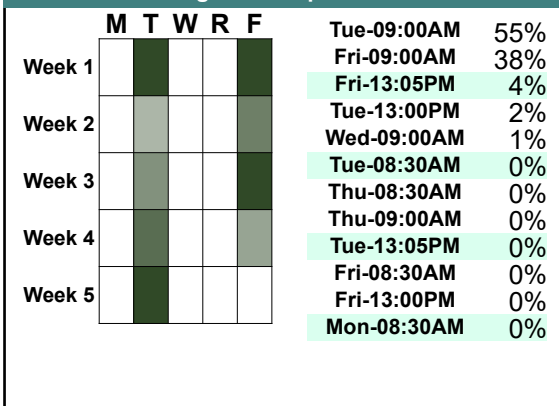 M T W R F
Week 1
Week 2
Week 3
Week 4
Week 5
Tue-09:00AM 55%
Fri-09:00AM 38%
Fri-13:05PM 4%
Tue-13:00PM 2%
Wed-09:00AM 1%
Tue-08:30AM 0%
Thu-08:30AM 0%
Thu-09:00AM 0%
Tue-13:05PM 0%
Fri-08:30AM 0%
Fri-13:00PM 0%
Mon-08:30AM 0%